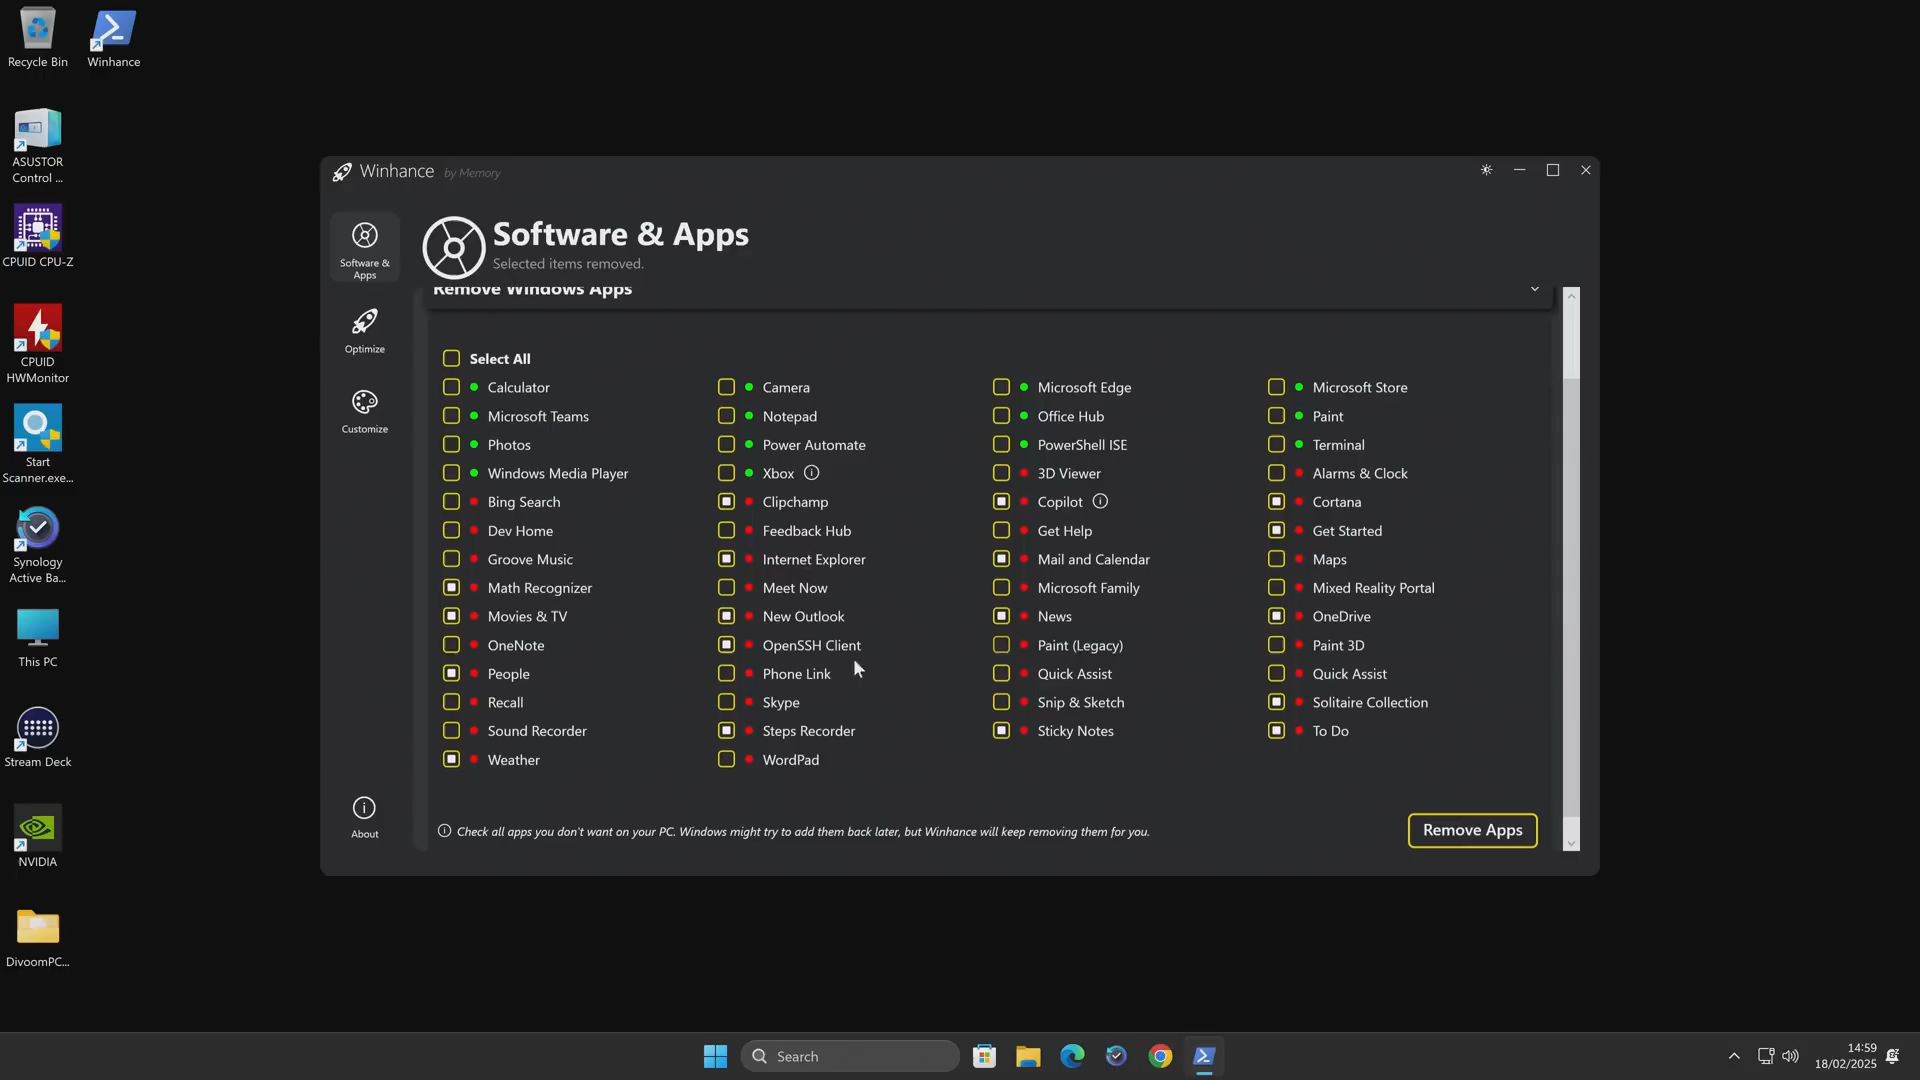 Recycle Bin
Winhance
ASUSTOR
Control ...
CPUID CPU-Z
CPUID
HWMonitor
Start
Scanner.exe...
Synology
Active Ba...
This PC
Stream Deck
NVIDIA
DivoomPC...
Winhance by Memory
Software &
Apps
Optimize
Customize
About
Software & Apps
Selected items removed.
Remove Windows Apps
Select All
Calculator
Camera
Microsoft Edge
Microsoft Store
Microsoft Teams
Notepad
Office Hub
Paint
Photos
Power Automate
PowerShell ISE
Terminal
Windows Media Player
Xbox
3D Viewer
Alarms & Clock
Bing Search
Clipchamp
Copilot
Cortana
Dev Home
Feedback Hub
Get Help
Get Started
Groove Music
Internet Explorer
Mail and Calendar
Maps
Math Recognizer
Meet Now
Microsoft Family
Mixed Reality Portal
Movies & TV
New Outlook
News
OneDrive
OneNote
OpenSSH Client
Paint (Legacy)
Paint 3D
People
Phone Link
Quick Assist
Quick Assist
Recall
Skype
Snip & Sketch
Solitaire Collection
Sound Recorder
Steps Recorder
Sticky Notes
To Do
Weather
WordPad
Check all apps you don't want on your PC. Windows might try to add them back later, but Winhance will keep removing them for you.
Remove Apps
Search
14:59
18/02/2025